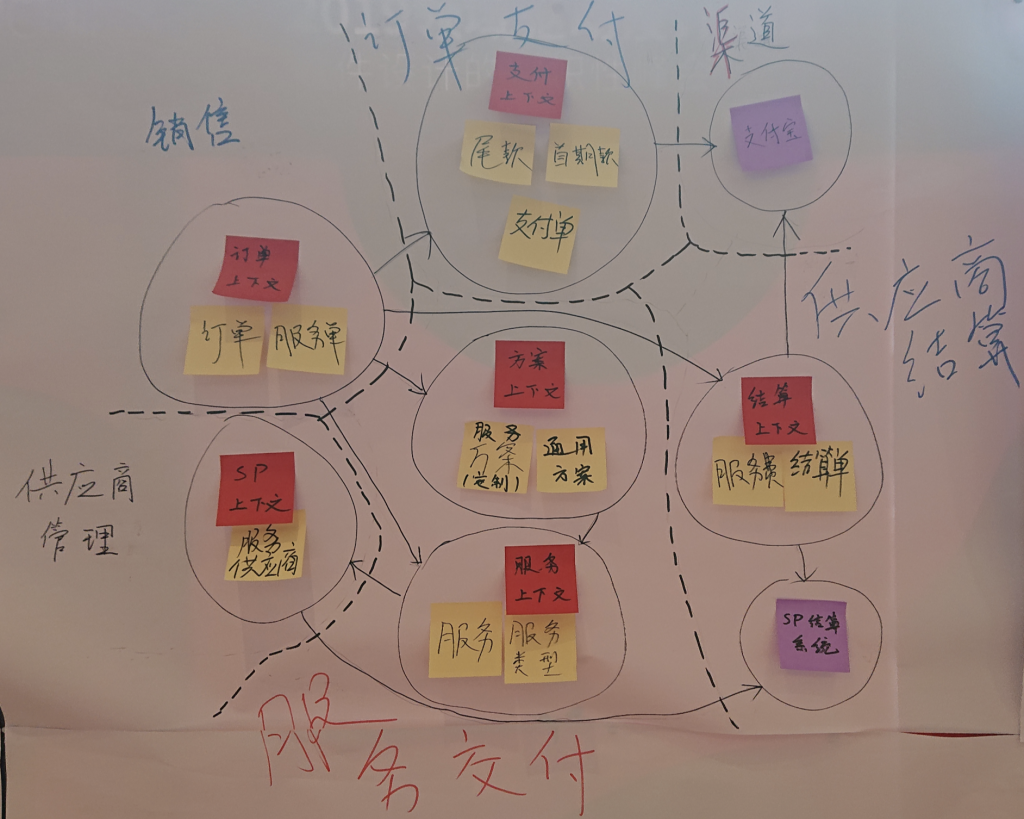 订单支付
渠道
销售
支付
上下文
尾款
首期款
支付单
支付宝
订单
上下文
订单
服务单
供应商
结算
方案
上下文
服务
方案
(定制)
通用
方案
结算
上下文
服务费
结算单
供应商
管理
SP
上下文
服务
供应商
服务
上下文
服务
服务
类型
SP结算
系统
服务交付